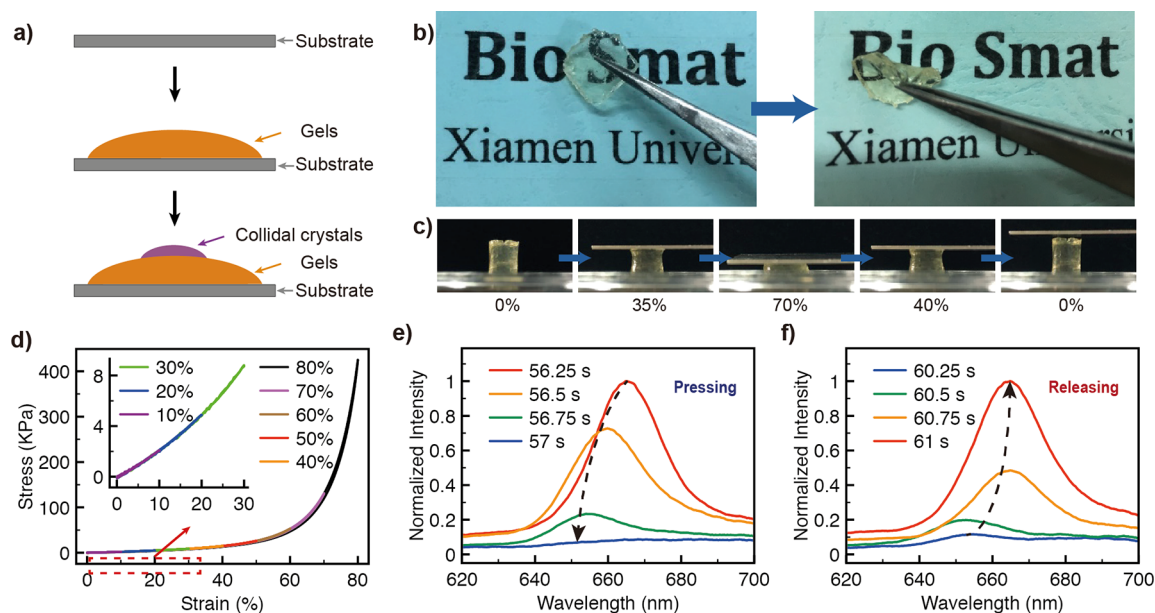 a)
Substrate
Gels
Substrate
Collidal crystals
Gels
Substrate
b)
Bio Smat
Xiamen Univer
Bio Smat
Xiamen Universi
c)
0%
35%
70%
40%
0%
d)
Stress (KPa)
400
300
200
100
0
8
4
0
0 10 20 30
30%
20%
10%
80%
70%
60%
50%
40%
0 20 40 60 80
Strain (%)
e)
Normalized Intensity
1
0.8
0.6
0.4
0.2
0
56.25 s
56.5 s
56.75 s
57 s
Pressing
620 640 660 680 700
Wavelength (nm)
f)
Normalized Intensity
1
0.8
0.6
0.4
0.2
0
60.25 s
60.5 s
60.75 s
61 s
Releasing
620 640 660 680 700
Wavelength (nm)